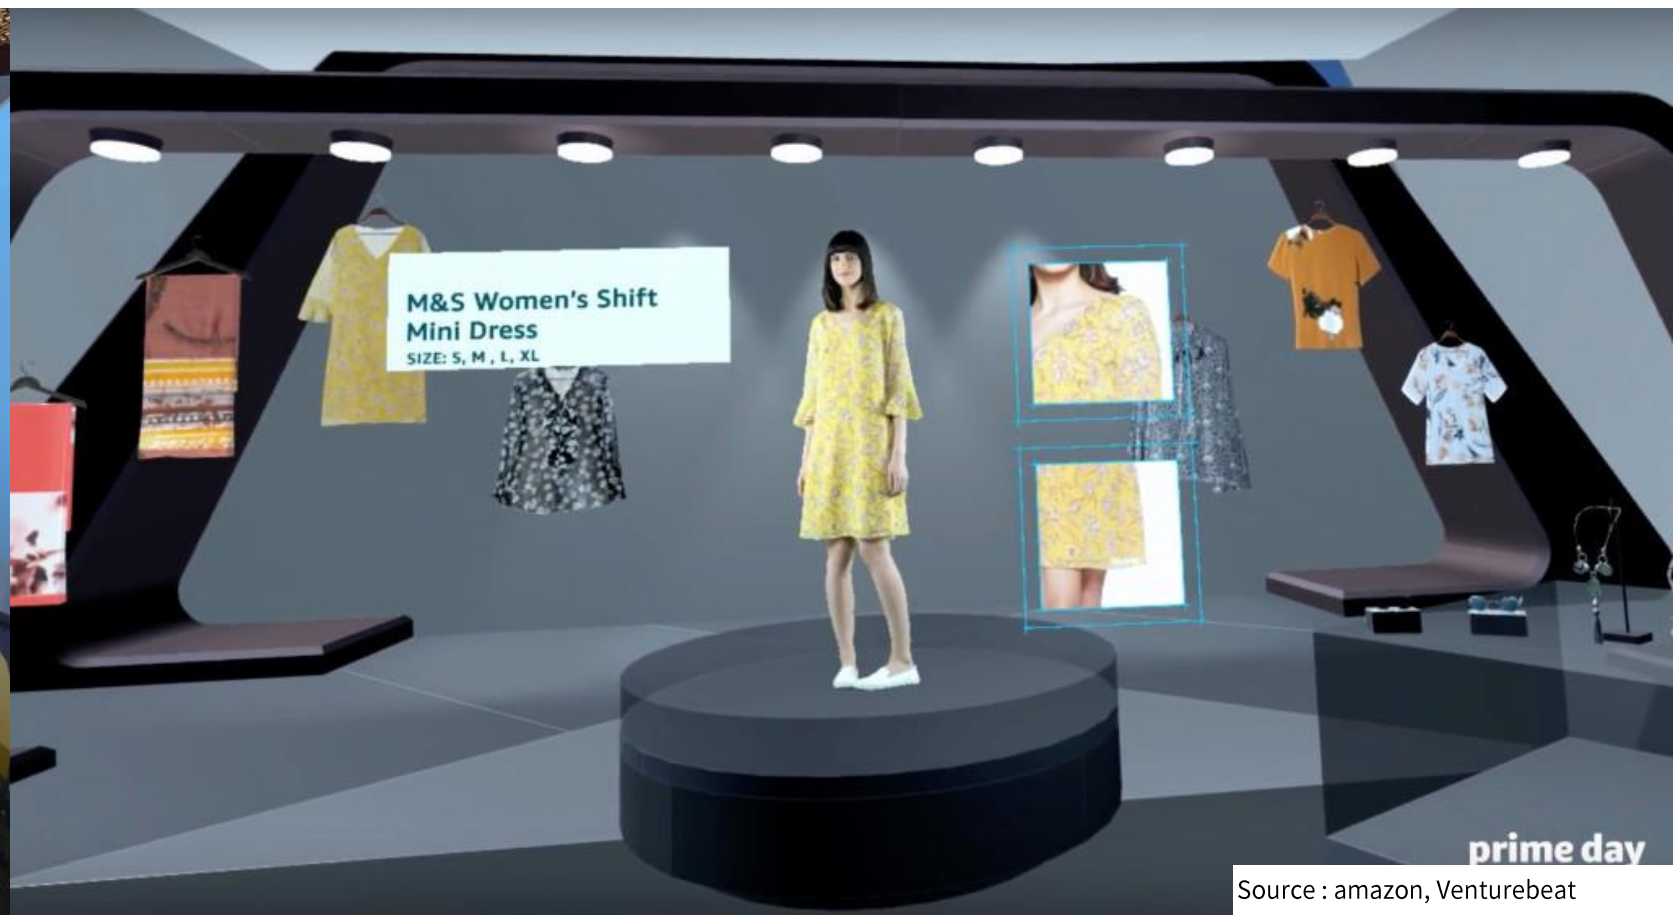 M&S Women's Shift
Mini Dress
SIZE: S, M , L, XL
prime day
Source : amazon, Venturebeat